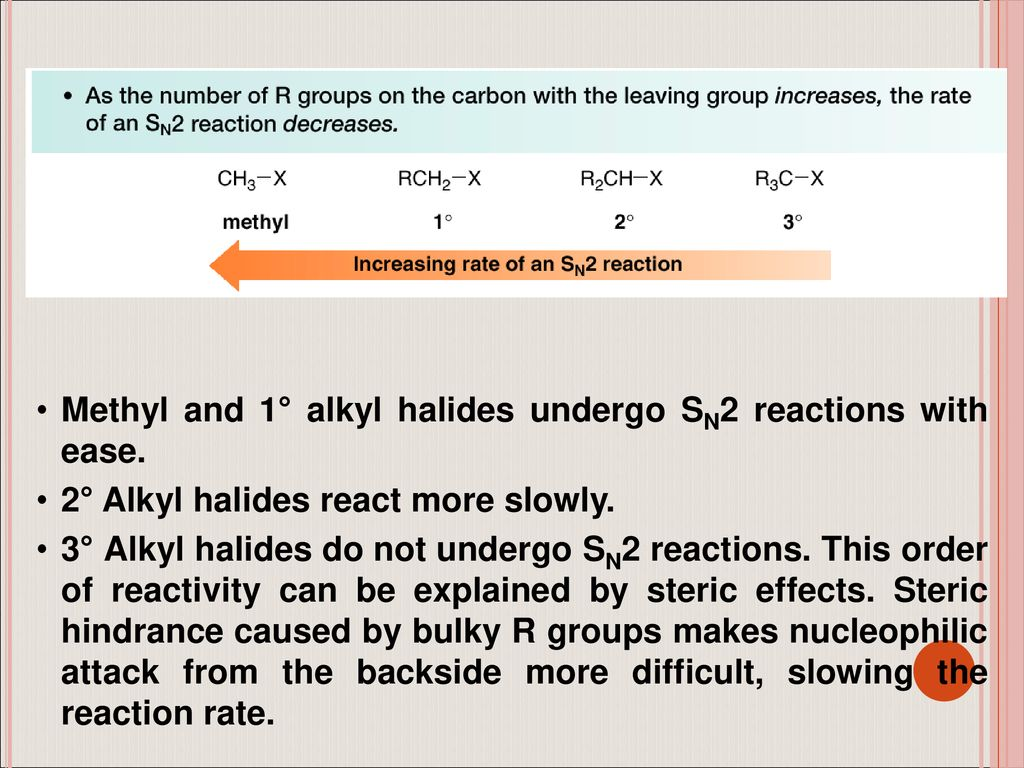 • As the number of R groups on the carbon with the leaving group increases, the rate
of an SN2 reaction decreases.
CH3—X RCH2—X R2CH—X R3C—X
methyl 1° 2° 3°
Increasing rate of an SN2 reaction
• Methyl and 1° alkyl halides undergo SN2 reactions with
ease.
• 2° Alkyl halides react more slowly.
• 3° Alkyl halides do not undergo SN2 reactions. This order
of reactivity can be explained by steric effects. Steric
hindrance caused by bulky R groups makes nucleophilic
attack from the backside more difficult, slowing the
reaction rate.